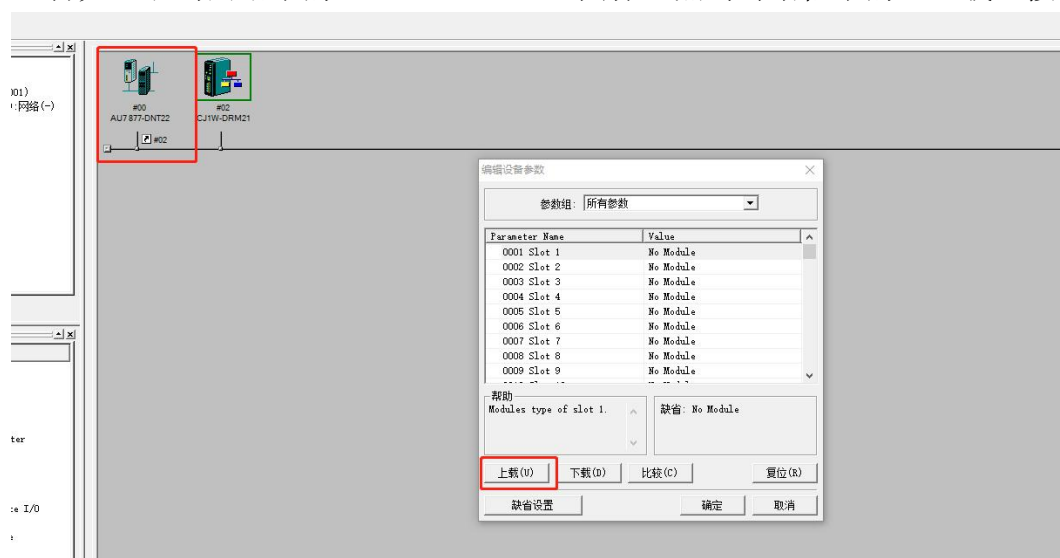 001)
网络(-)
#00
AU7 877-DNT22
#02
CJ1W-DRM21
#02
编辑设备参数
参数组: 所有参数
Parameter Name Value
0001 Slot 1 No Module
0002 Slot 2 No Module
0003 Slot 3 No Module
0004 Slot 4 No Module
0005 Slot 5 No Module
0006 Slot 6 No Module
0007 Slot 7 No Module
0008 Slot 8 No Module
0009 Slot 9 No Module
帮助
Modules type of slot 1.
缺省: No Module
上载(U) 下载(D) 比较(C) 复位(R)
缺省设置 确定 取消
ter
e I/O